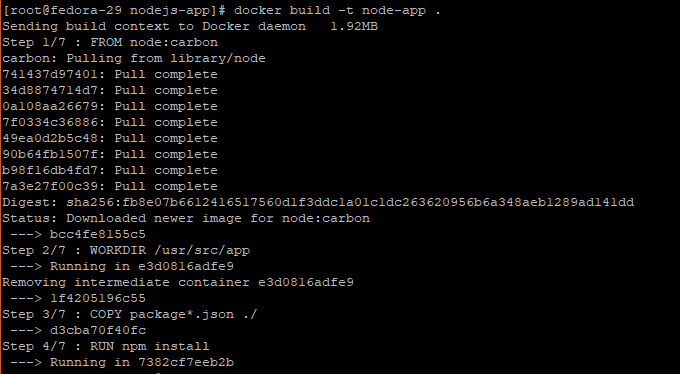 [root@fedora-29 nodejs-app]# docker build -t node-app .
Sending build context to Docker daemon   1.92MB
Step 1/7 : FROM node:carbon
carbon: Pulling from library/node
741437d97401: Pull complete
34d8874714d7: Pull complete
0a108aa26679: Pull complete
7f0334c36886: Pull complete
49ea0d2b5c48: Pull complete
90b64fb1507f: Pull complete
b98f16db4fd7: Pull complete
7a3e27f00c39: Pull complete
Digest: sha256:fb8e07b6612416517560d1f3ddc1a01c1dc263620956b6a348aeb1289ad141dd
Status: Downloaded newer image for node:carbon
 ---> bcc4fe8155c5
Step 2/7 : WORKDIR /usr/src/app
 ---> Running in e3d0816adfe9
Removing intermediate container e3d0816adfe9
 ---> 1f4205196c55
Step 3/7 : COPY package*.json ./
 ---> d3cba70f40fc
Step 4/7 : RUN npm install
 ---> Running in 7382cf7eeb2b